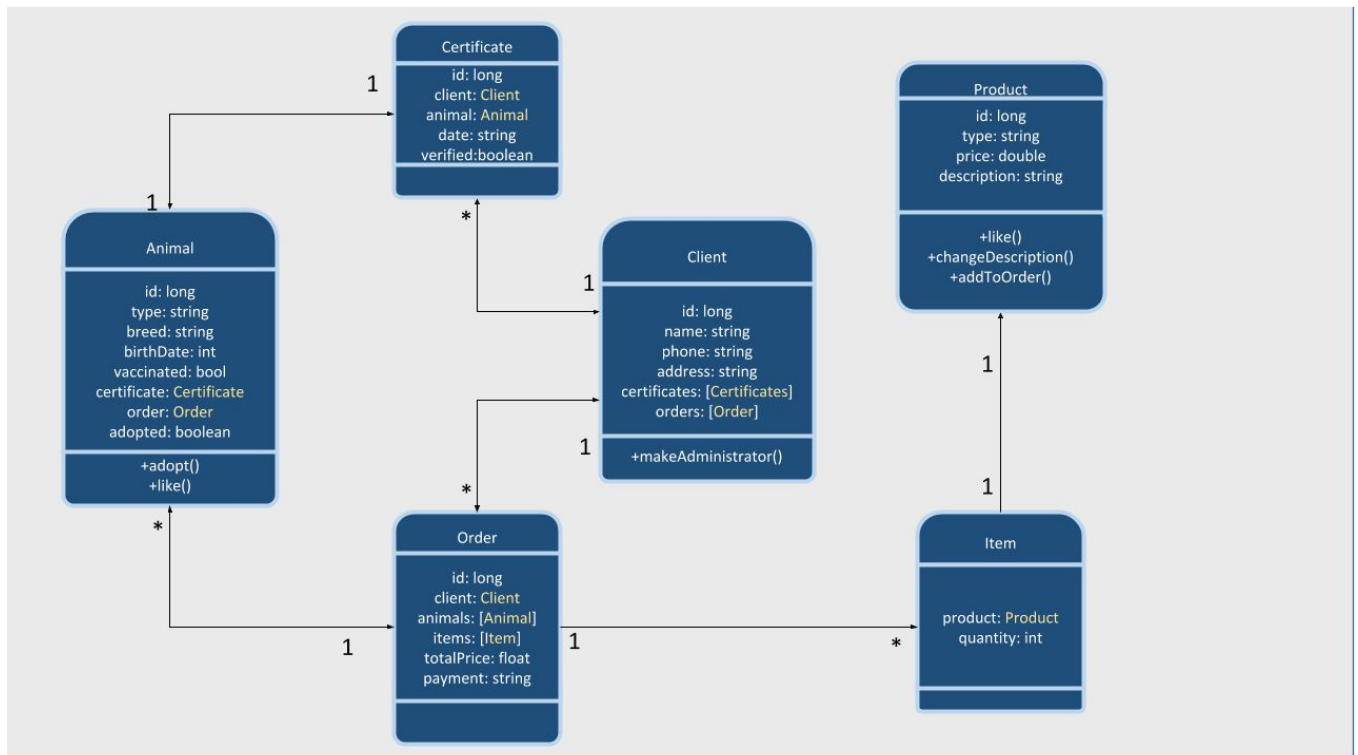 Certificate
id: long
client: Client
animal: Animal
date: string
verified:boolean
1
1
*
1
Animal
id: long
type: string
breed: string
birthDate: int
vaccinated: bool
certificate: Certificate
order: Order
adopted: boolean
+adopt()
+like()
*
1
Client
id: long
name: string
phone: string
address: string
certificates: [Certificates]
orders: [Order]
+makeAdministrator()
1
*
Order
id: long
client: Client
animals: [Animal]
items: [Item]
totalPrice: float
payment: string
1
*
Product
id: long
type: string
price: double
description: string
+like()
+changeDescription()
+addToOrder()
1
1
Item
product: Product
quantity: int